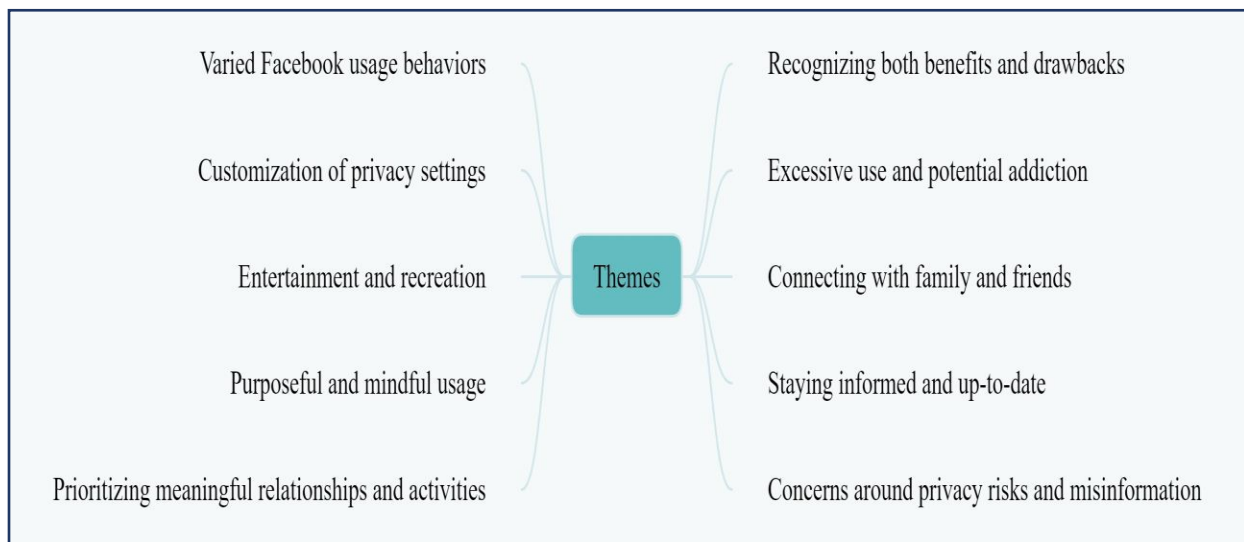 Varied Facebook usage behaviors
Customization of privacy settings
Entertainment and recreation
Purposeful and mindful usage
Prioritizing meaningful relationships and activities
Themes
Recognizing both benefits and drawbacks
Excessive use and potential addiction
Connecting with family and friends
Staying informed and up-to-date
Concerns around privacy risks and misinformation